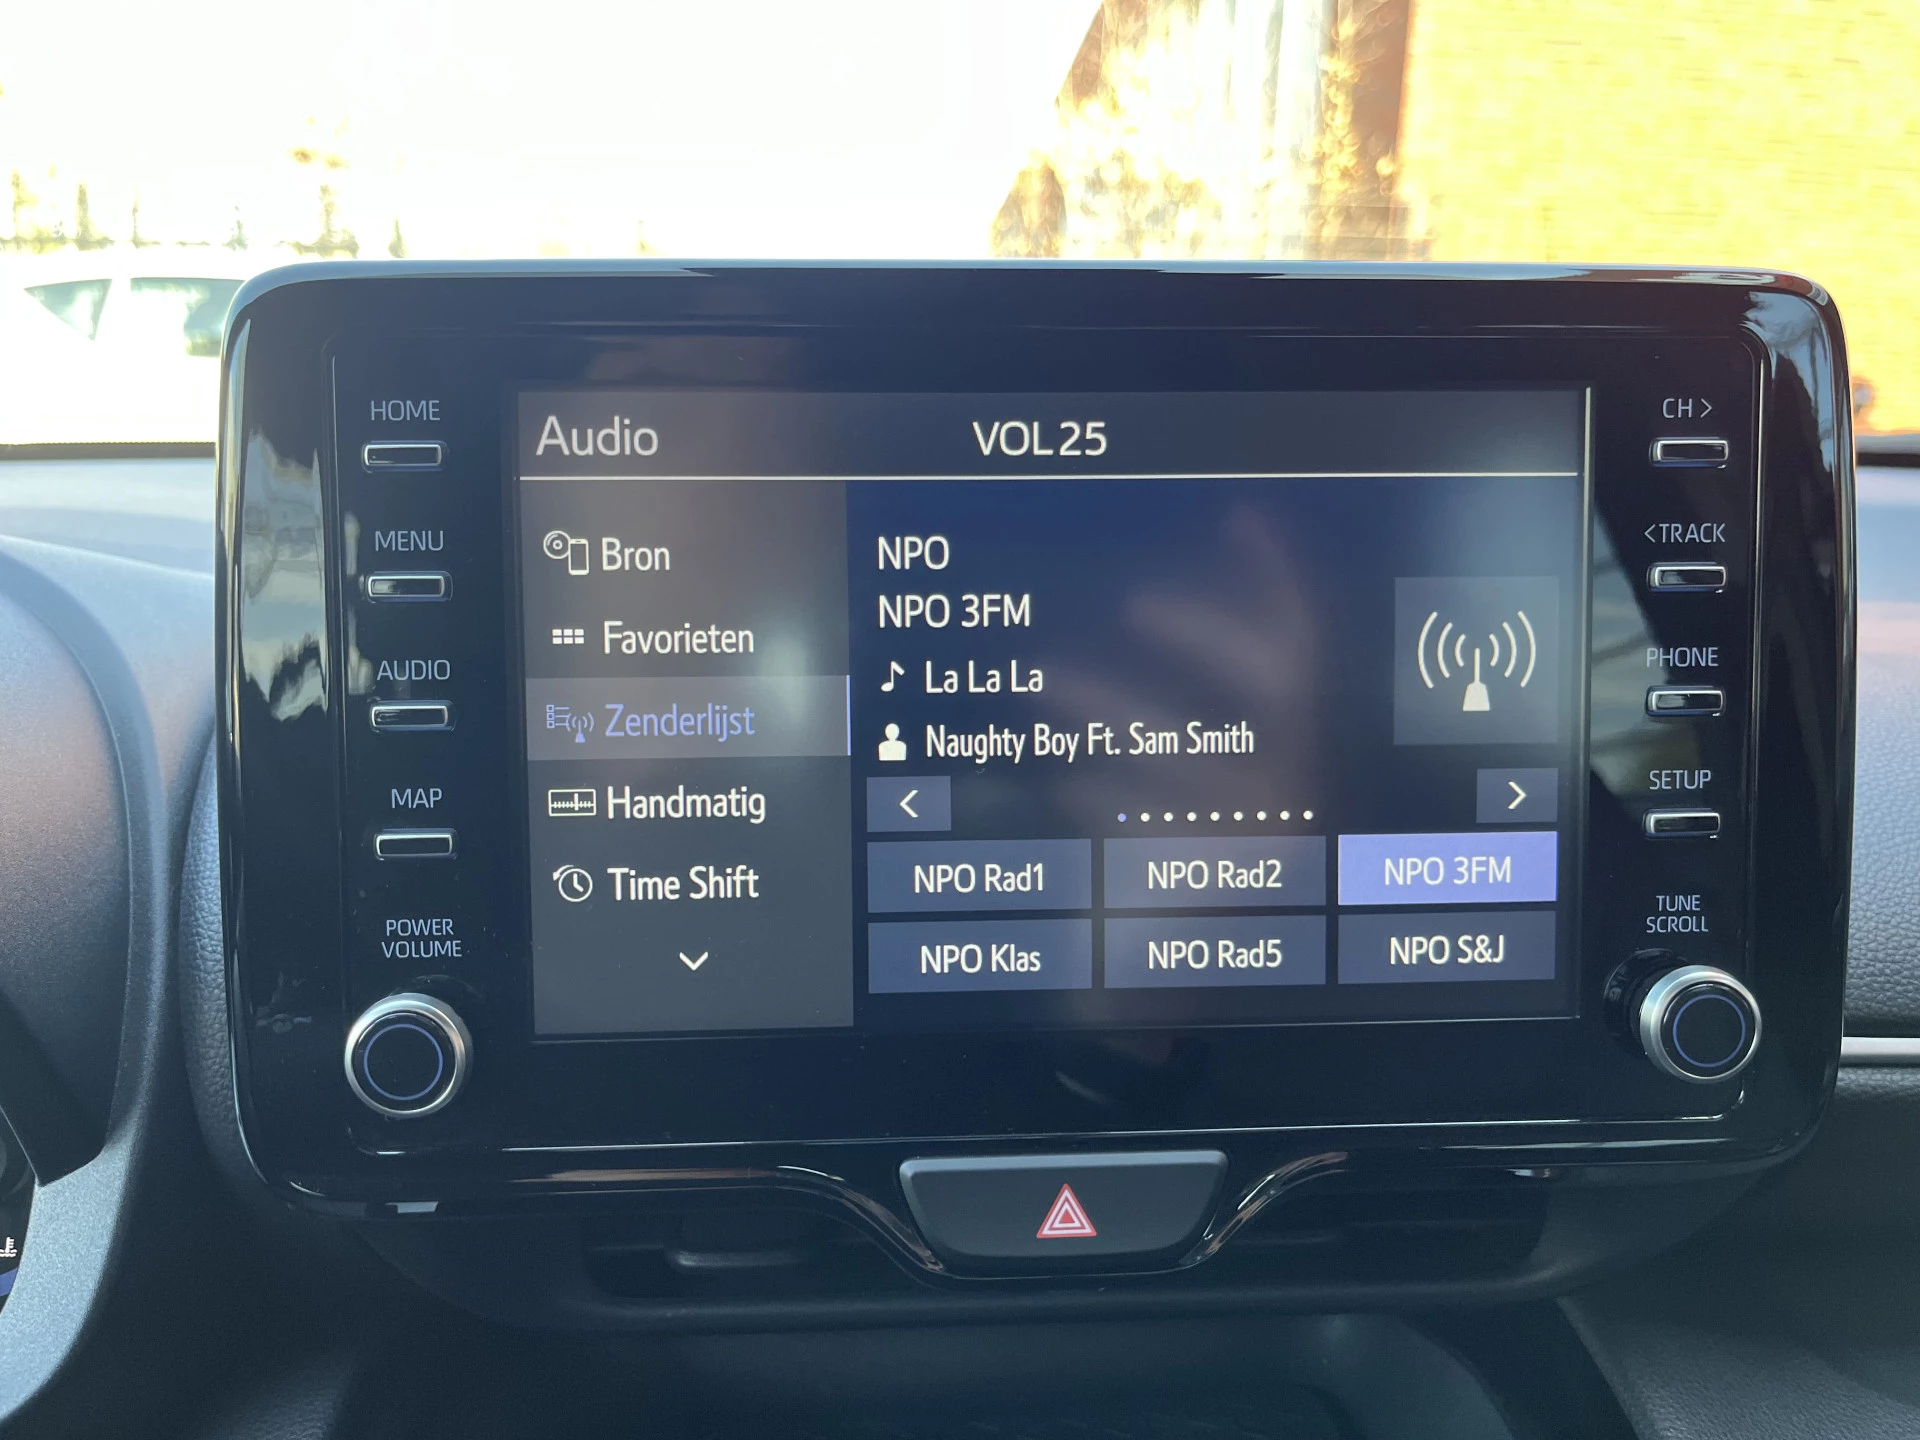 HOME
MENU
AUDIO
MAP
POWER
VOLUME
Audio
VOL 25
Bron
Favorieten
Zenderlijst
Handmatig
Time Shift
NPO
NPO 3FM
La La La
Naughty Boy Ft. Sam Smith
<
>
NPO Rad1
NPO Rad2
NPO 3FM
NPO Klas
NPO Rad5
NPO S&J
CH >
< TRACK
PHONE
SETUP
TUNE
SCROLL